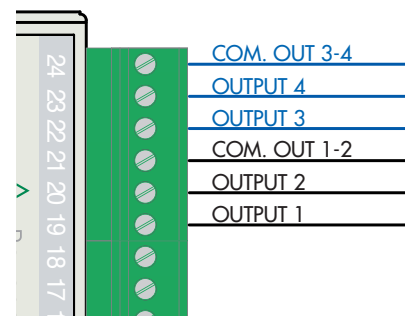 24 COM. OUT 3-4
23 OUTPUT 4
22 OUTPUT 3
21 COM. OUT 1-2
20 OUTPUT 2
19 OUTPUT 1
18
17